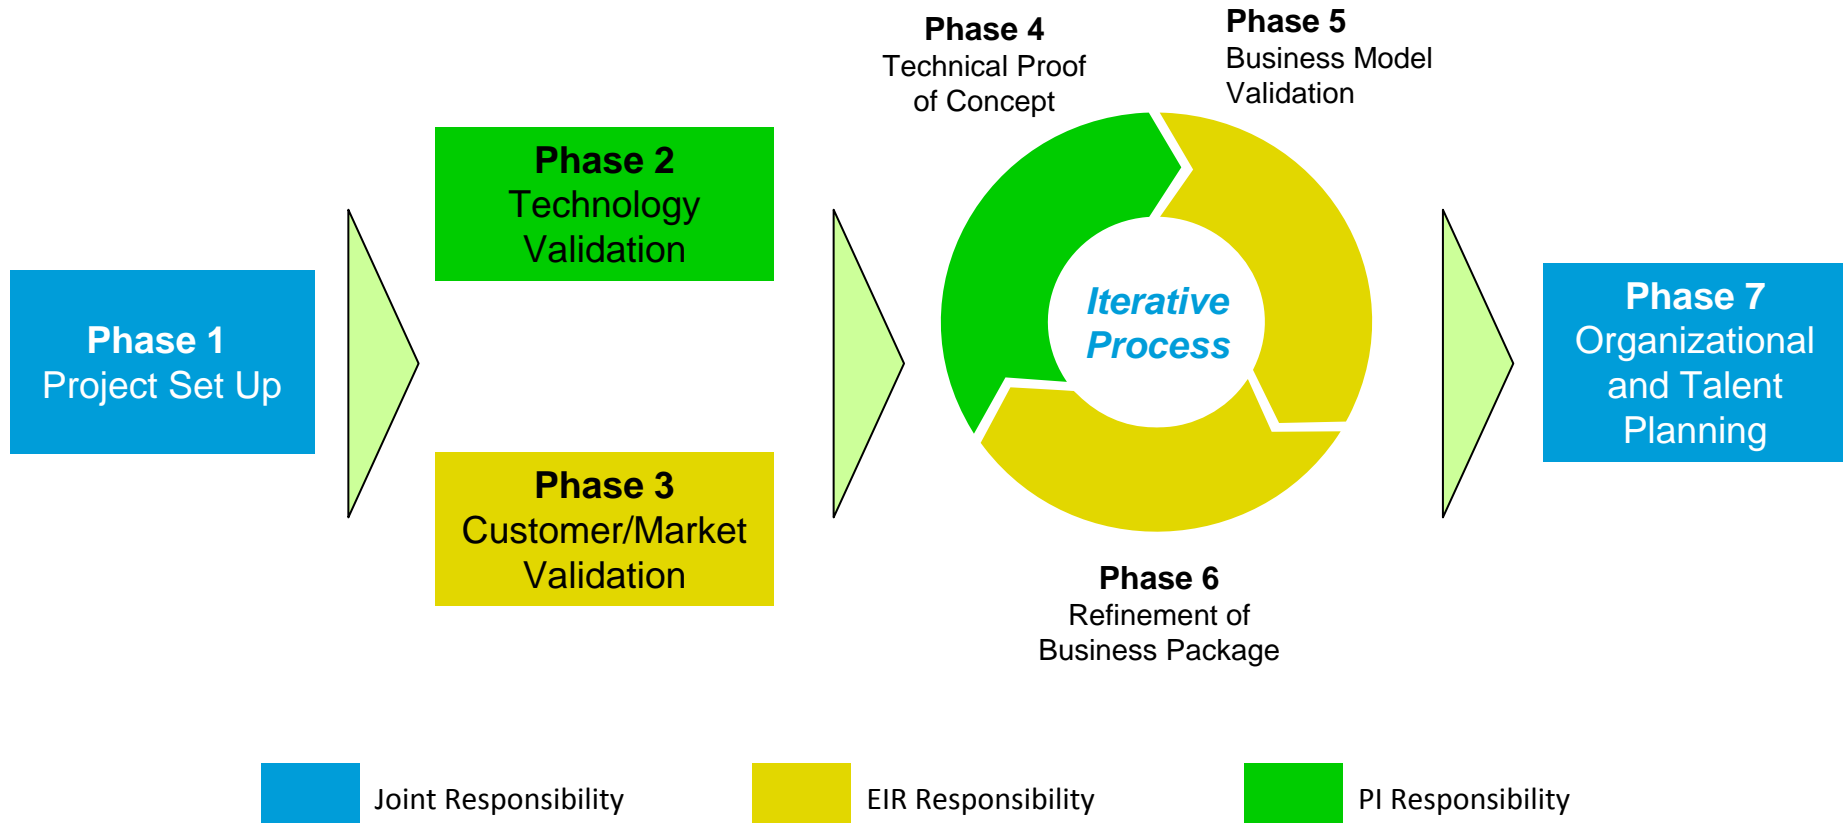 Phase 1
Project Set Up
Phase 2
Technology
Validation
Phase 3
Customer/Market
Validation
Phase 4
Technical Proof
of Concept
Phase 5
Business Model
Validation
Iterative
Process
Phase 6
Refinement of
Business Package
Phase 7
Organizational
and Talent
Planning
Joint Responsibility
EIR Responsibility
PI Responsibility